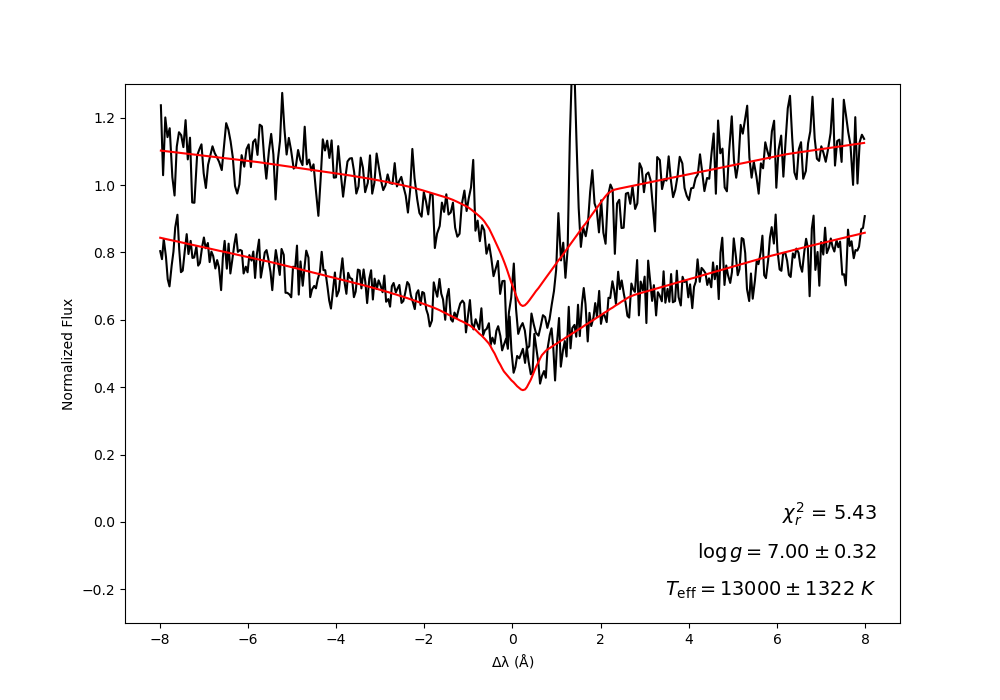 1.2
1.0
0.8
0.6
0.4
0.2
0.0
−0.2
Normalized Flux
χ²ᵣ = 5.43
log g = 7.00 ± 0.32
T_eff = 13000 ± 1322 K
−8 −6 −4 −2 0 2 4 6 8
Δλ (Å)